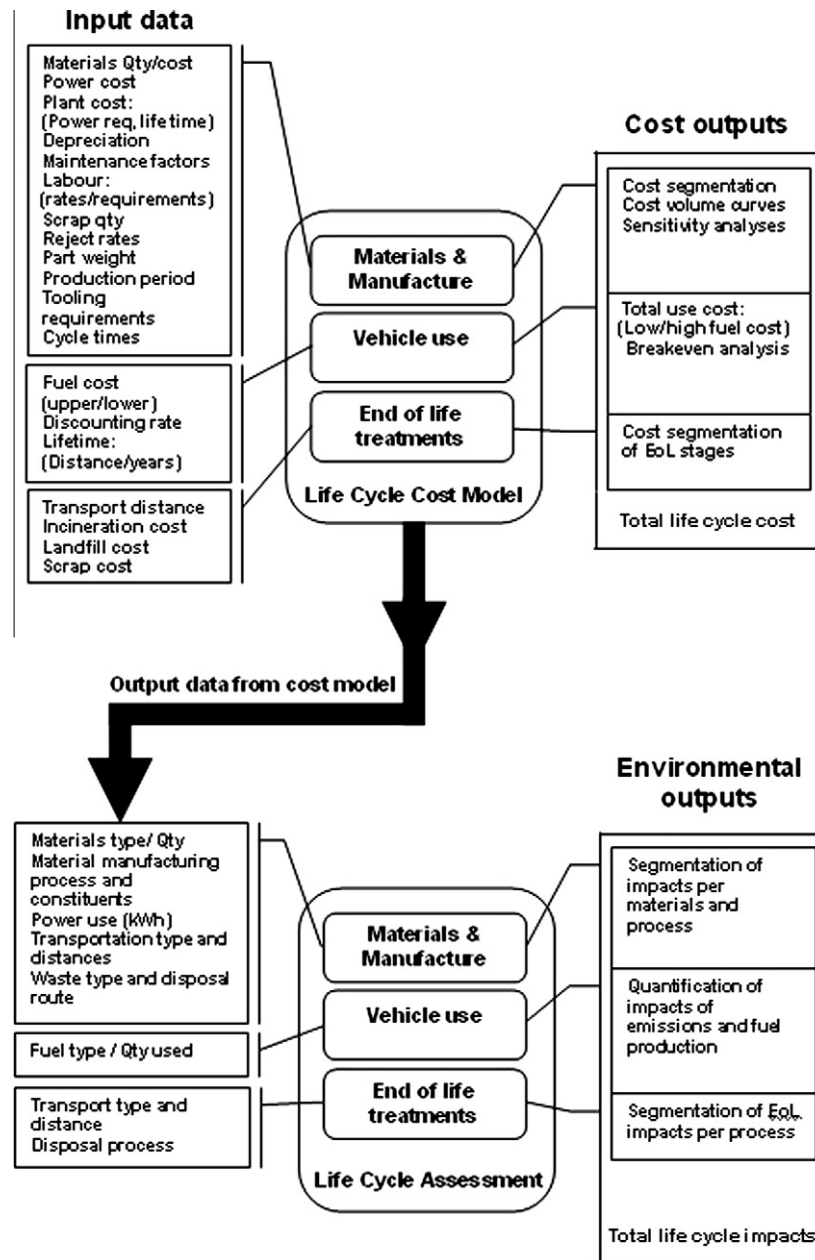 Input data
Materials Qty/cost
Power cost
Plant cost:
(Power req, life time)
Depreciation
Maintenance factors
Labour:
(rates/requirements)
Scrap qty
Reject rates
Part weight
Production period
Tooling
requirements
Cycle times
Fuel cost
(upper/lower)
Discounting rate
Lifetime:
(Distance/years)
Transport distance
Incineration cost
Landfill cost
Scrap cost
Materials &
Manufacture
Vehicle use
End of life
treatments
Life Cycle Cost Model
Cost outputs
Cost segmentation
Cost volume curves
Sensitivity analyses
Total use cost:
(Low/high fuel cost)
Breakeven analysis
Cost segmentation
of EoL stages
Total life cycle cost
Output data from cost model
Materials type/ Qty
Material manufacturing
process and
constituents
Power use (kWh)
Transportation type and
distances
Waste type and disposal
route
Fuel type / Qty used
Transport type and
distance
Disposal process
Materials &
Manufacture
Vehicle use
End of life
treatments
Life Cycle Assessment
Environmental
outputs
Segmentation of
impacts per
materials and
process
Quantification of
impacts of
emissions and fuel
production
Segmentation of EoL
impacts per process
Total life cycle impacts